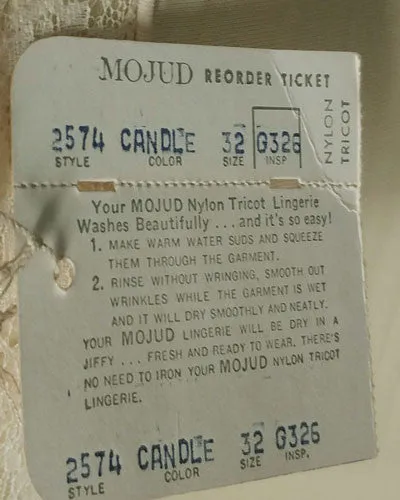 MOJUD REORDER TICKET
2574 CANDLE 32 G326
STYLE COLOR SIZE INSP
NYLON
TRICOT
Your MOJUD Nylon Tricot Lingerie
Washes Beautifully ... and it's so easy!
1. MAKE WARM WATER SUDS AND SQUEEZE
THEM THROUGH THE GARMENT.
2. RINSE WITHOUT WRINGING, SMOOTH OUT
WRINKLES WHILE THE GARMENT IS WET
AND IT WILL DRY SMOOTHLY AND NEATLY.
YOUR MOJUD LINGERIE WILL BE DRY IN A
JIFFY ... FRESH AND READY TO WEAR. THERE'S
NO NEED TO IRON YOUR MOJUD NYLON TRICOT
LINGERIE.
2574 CANDLE 32 G326
STYLE COLOR SIZE INSP.